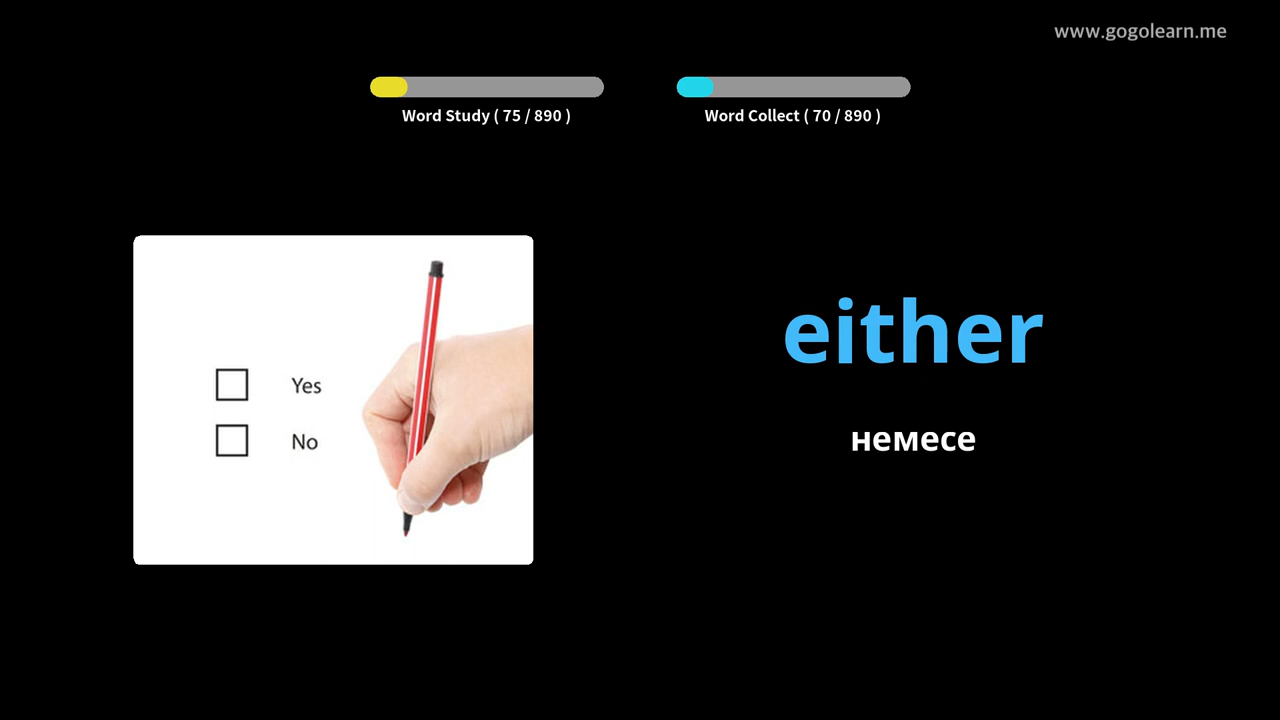 www.gogolearn.me
Word Study ( 75 / 890 )
Word Collect ( 70 / 890 )
Yes
No
either
немесе